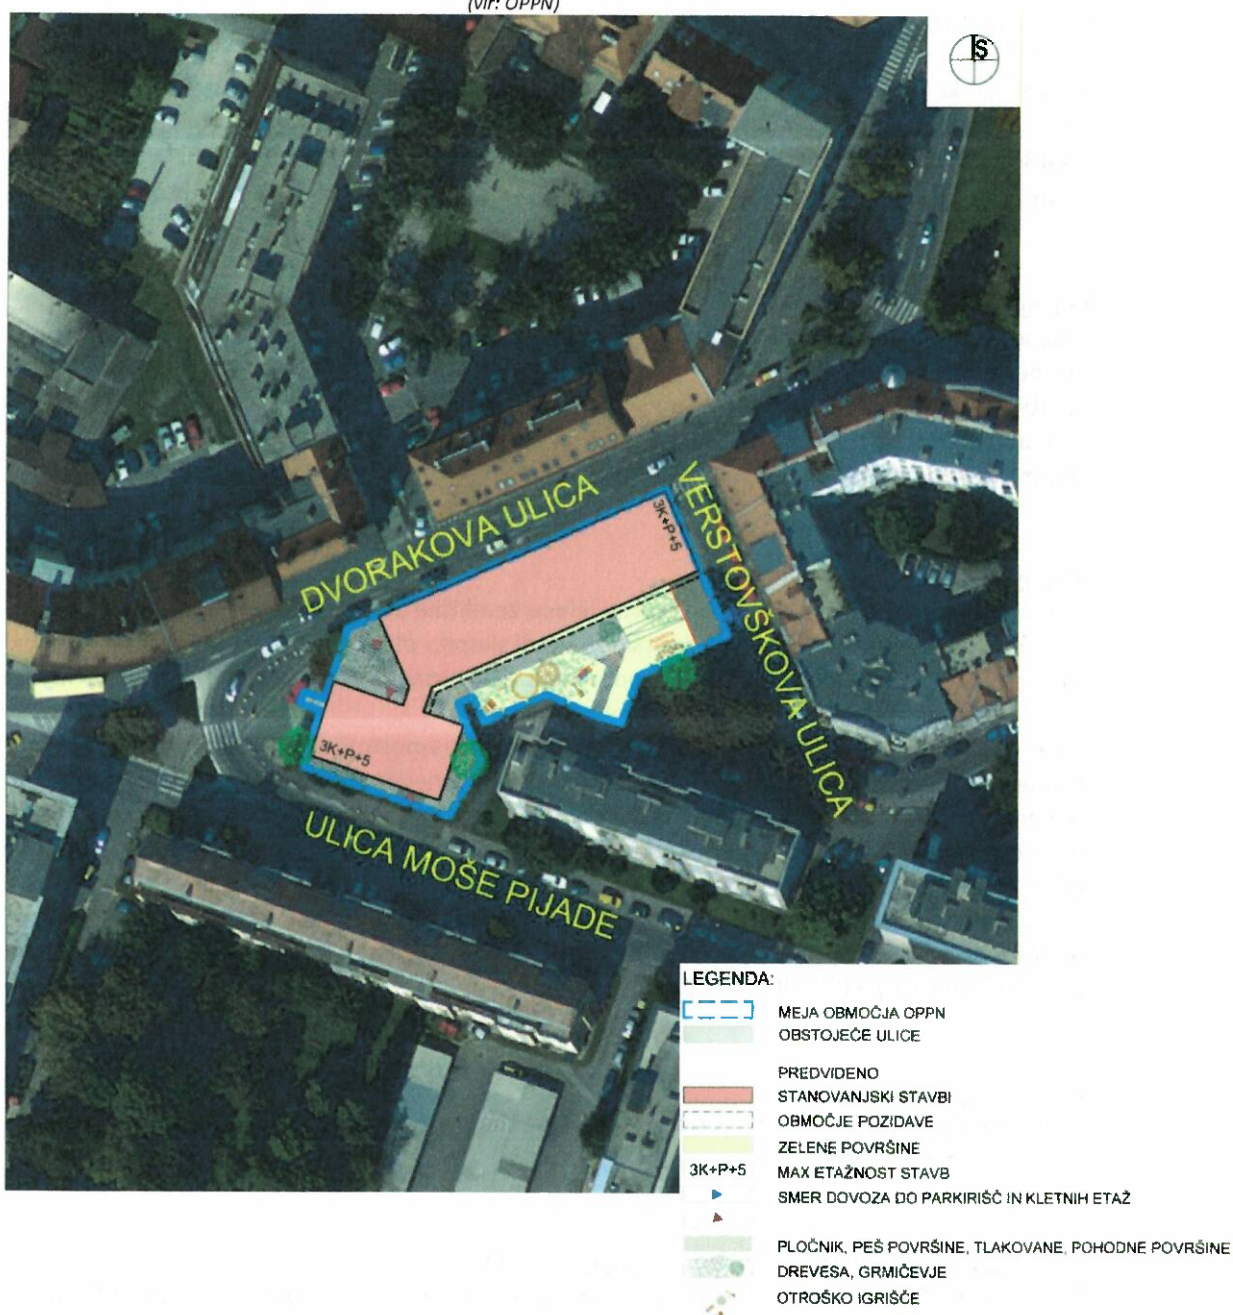 (vir: OPPN)
S
DVORAKOVA ULICA
VERSTOVŠKOVA ULICA
3K+P+5
3K+P+5
ULICA MOŠE PIJADE
LEGENDA:
MEJA OBMOČJA OPPN
OBSTOJEČE ULICE
PREDVIDENO
STANOVANJSKI STAVBI
OBMOČJE POZIDAVE
ZELENE POVRŠINE
3K+P+5 MAX ETAŽNOST STAVB
SMER DOVOZA DO PARKIRIŠČ IN KLETNIH ETAŽ
PLOČNIK, PEŠ POVRŠINE, TLAKOVANE, POHODNE POVRŠINE
DREVESA, GRMIČEVJE
OTROŠKO IGRIŠČE